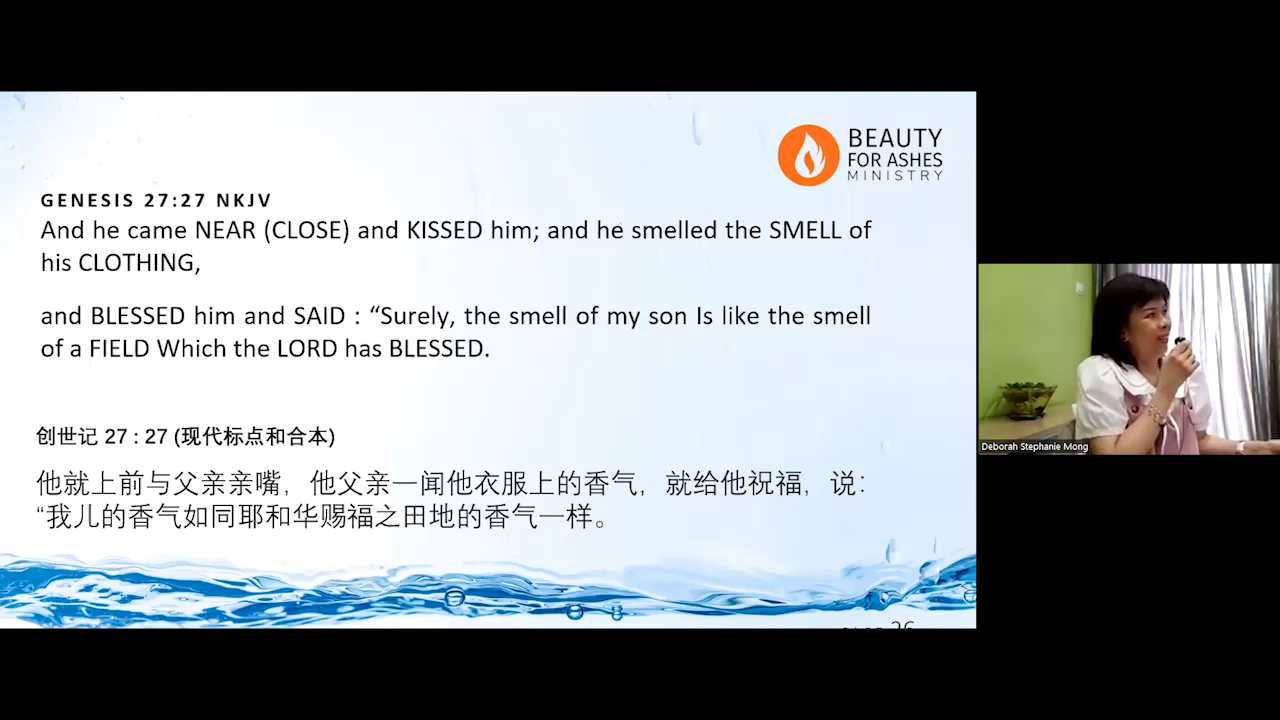 BEAUTY
FOR ASHES
MINISTRY
GENESIS 27:27 NKJV
And he came NEAR (CLOSE) and KISSED him; and he smelled the SMELL of
his CLOTHING,
and BLESSED him and SAID : “Surely, the smell of my son Is like the smell
of a FIELD Which the LORD has BLESSED.
创世记 27 : 27 (现代标点和合本)
他就上前与父亲亲嘴，他父亲一闻他衣服上的香气，就给他祝福，说：
“我儿的香气如同耶和华赐福之田地的香气一样。
Deborah Stephanie Mong